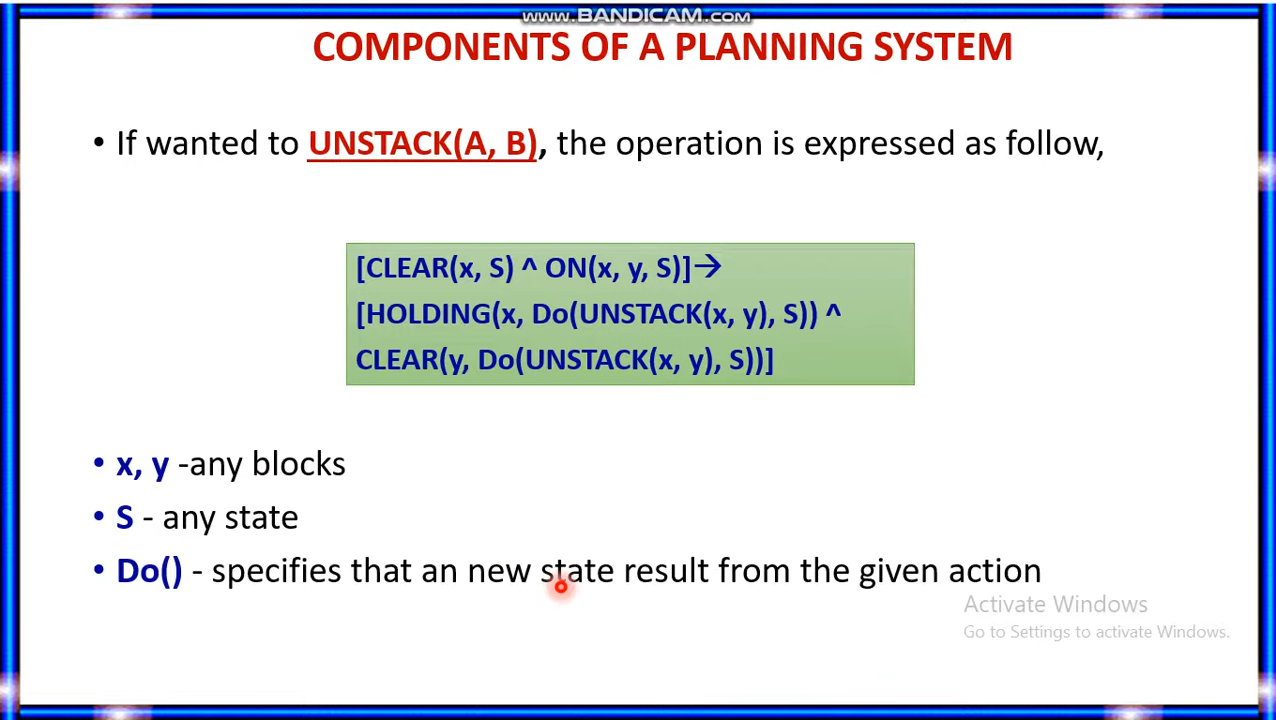 www.BANDICAM.com
COMPONENTS OF A PLANNING SYSTEM
• If wanted to UNSTACK(A, B), the operation is expressed as follow,
[CLEAR(x, S) ^ ON(x, y, S)]→
[HOLDING(x, Do(UNSTACK(x, y), S)) ^
CLEAR(y, Do(UNSTACK(x, y), S))]
• x, y -any blocks
• S - any state
• Do() - specifies that an new state result from the given action
Activate Windows
Go to Settings to activate Windows.